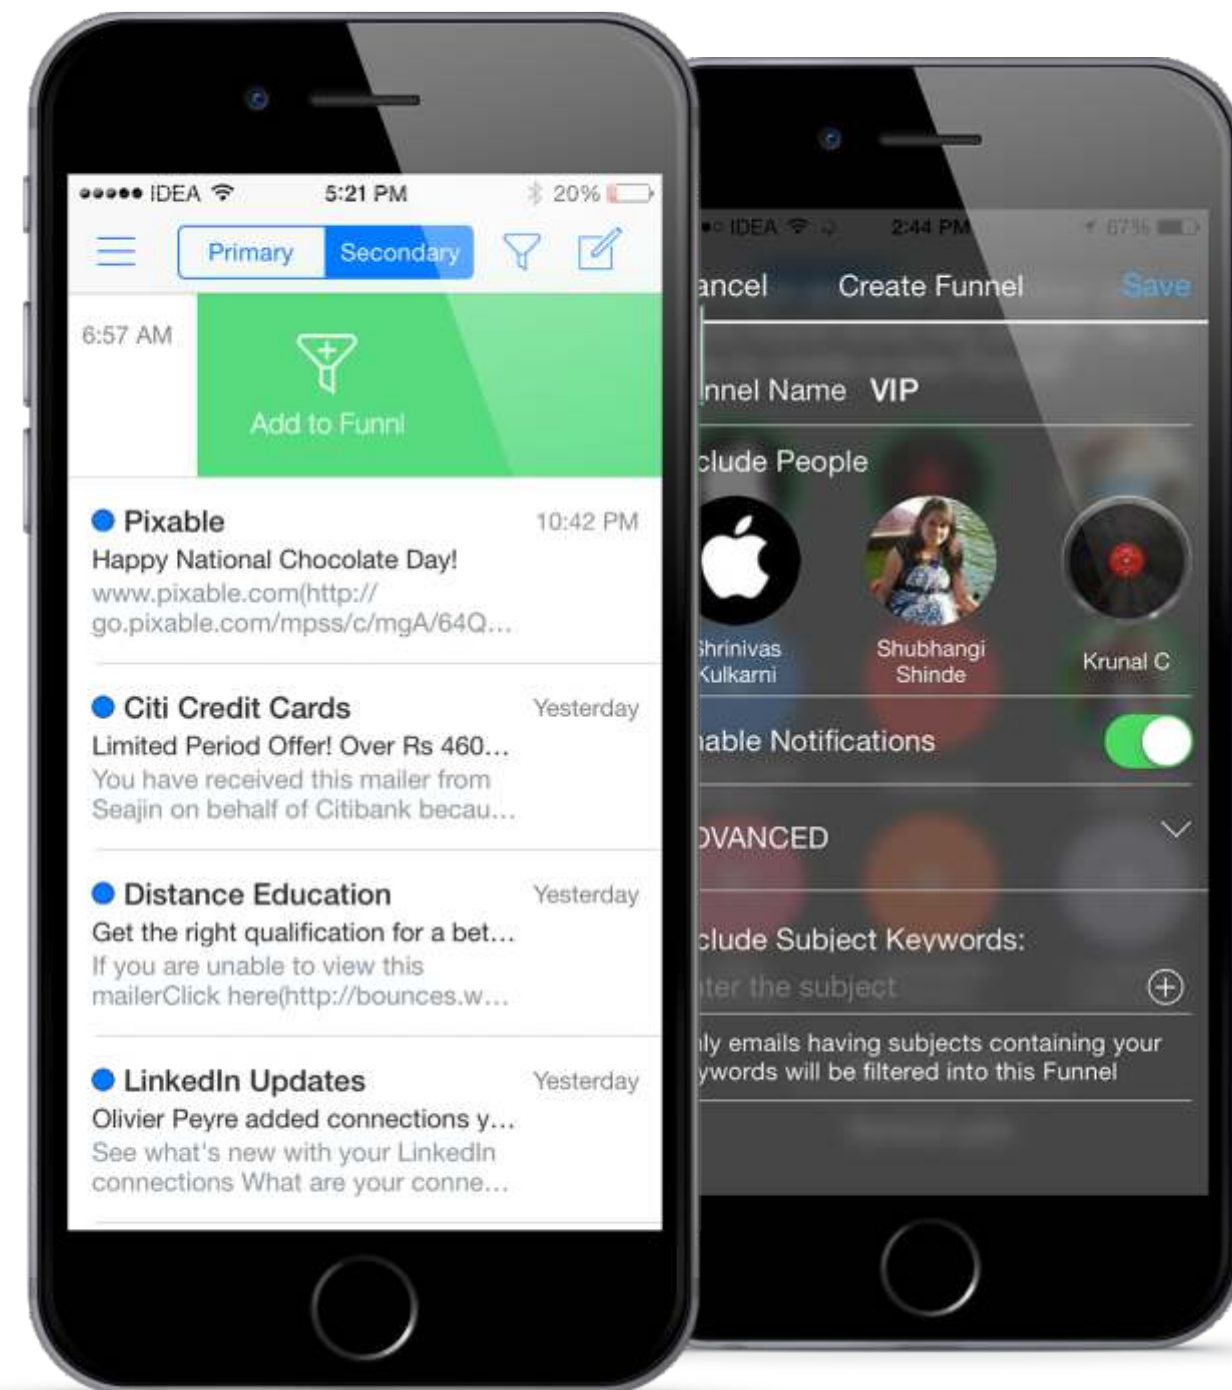 IDEA 5:21 PM 20%
Primary Secondary
6:57 AM
Add to Funnl
Pixable 10:42 PM
Happy National Chocolate Day!
www.pixable.com(http://
go.pixable.com/mpss/c/mgA/64Q...
Citi Credit Cards Yesterday
Limited Period Offer! Over Rs 460...
You have received this mailer from
Seajin on behalf of Citibank becau...
Distance Education Yesterday
Get the right qualification for a bet...
If you are unable to view this
mailerClick here(http://bounces.w...
LinkedIn Updates Yesterday
Olivier Peyre added connections y...
See what's new with your LinkedIn
connections What are your conne...
IDEA 2:44 PM 67%
ancel Create Funnel Save
nnel Name VIP
clude People
Shrinivas
Kulkarni
Shubhangi
Shinde
Krunal C
nable Notifications
DVANCED
clude Subject Keywords:
ter the subject
nly emails having subjects containing your
ywords will be filtered into this Funnel